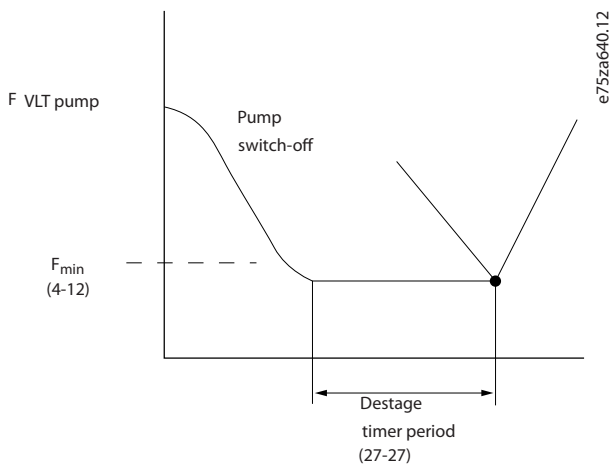 e75za640.12
F VLT pump
Pump
switch-off
Fmin
(4-12)
Destage
timer period
(27-27)